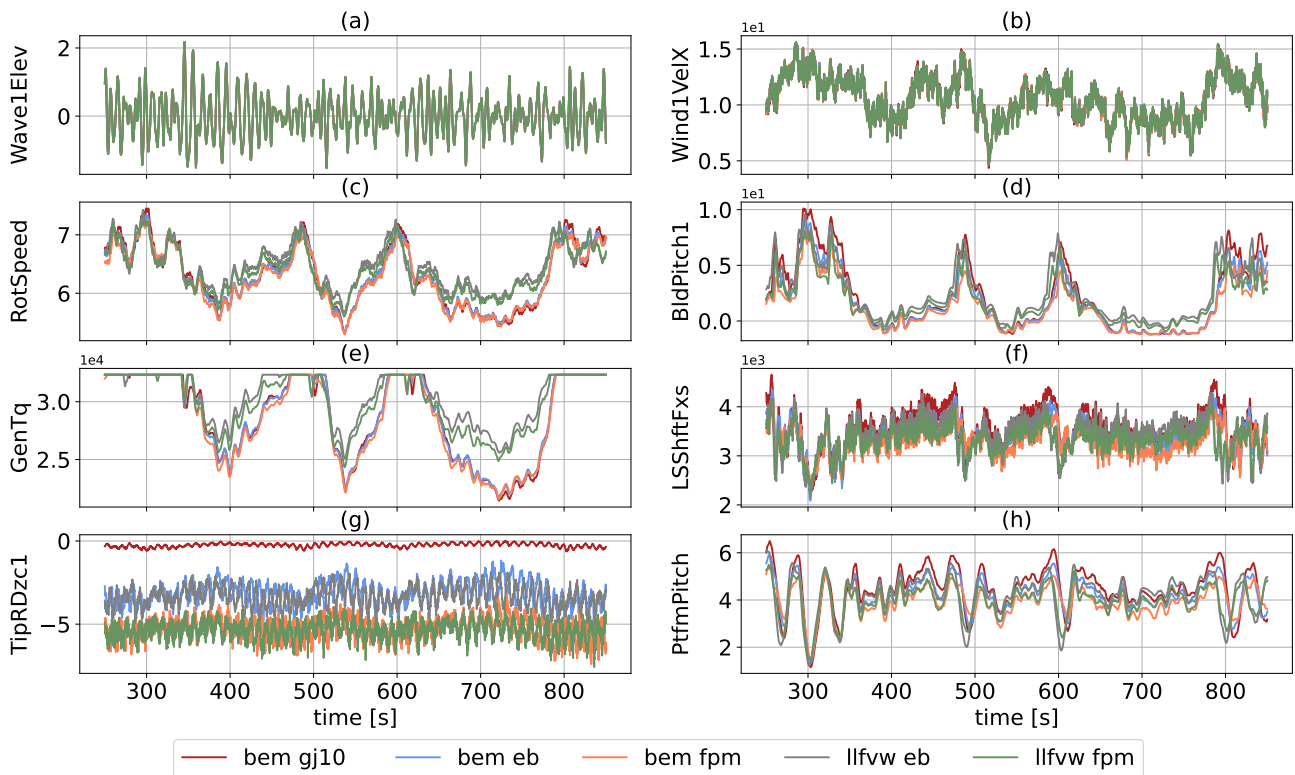 (a)
(b)
1e1
2
0
Wave1Elev
1.5
1.0
0.5
Wind1VelX
(c)
(d)
1e1
7
6
RotSpeed
1.0
0.5
0.0
BldPitch1
(e)
(f)
1e4
1e3
3.0
2.5
GenTq
4
3
2
LSShftFxs
(g)
(h)
0
−5
TipRDzc1
6
4
2
PtfmPitch
300 400 500 600 700 800
300 400 500 600 700 800
time [s]
time [s]
bem gj10 bem eb bem fpm llfvw eb llfvw fpm